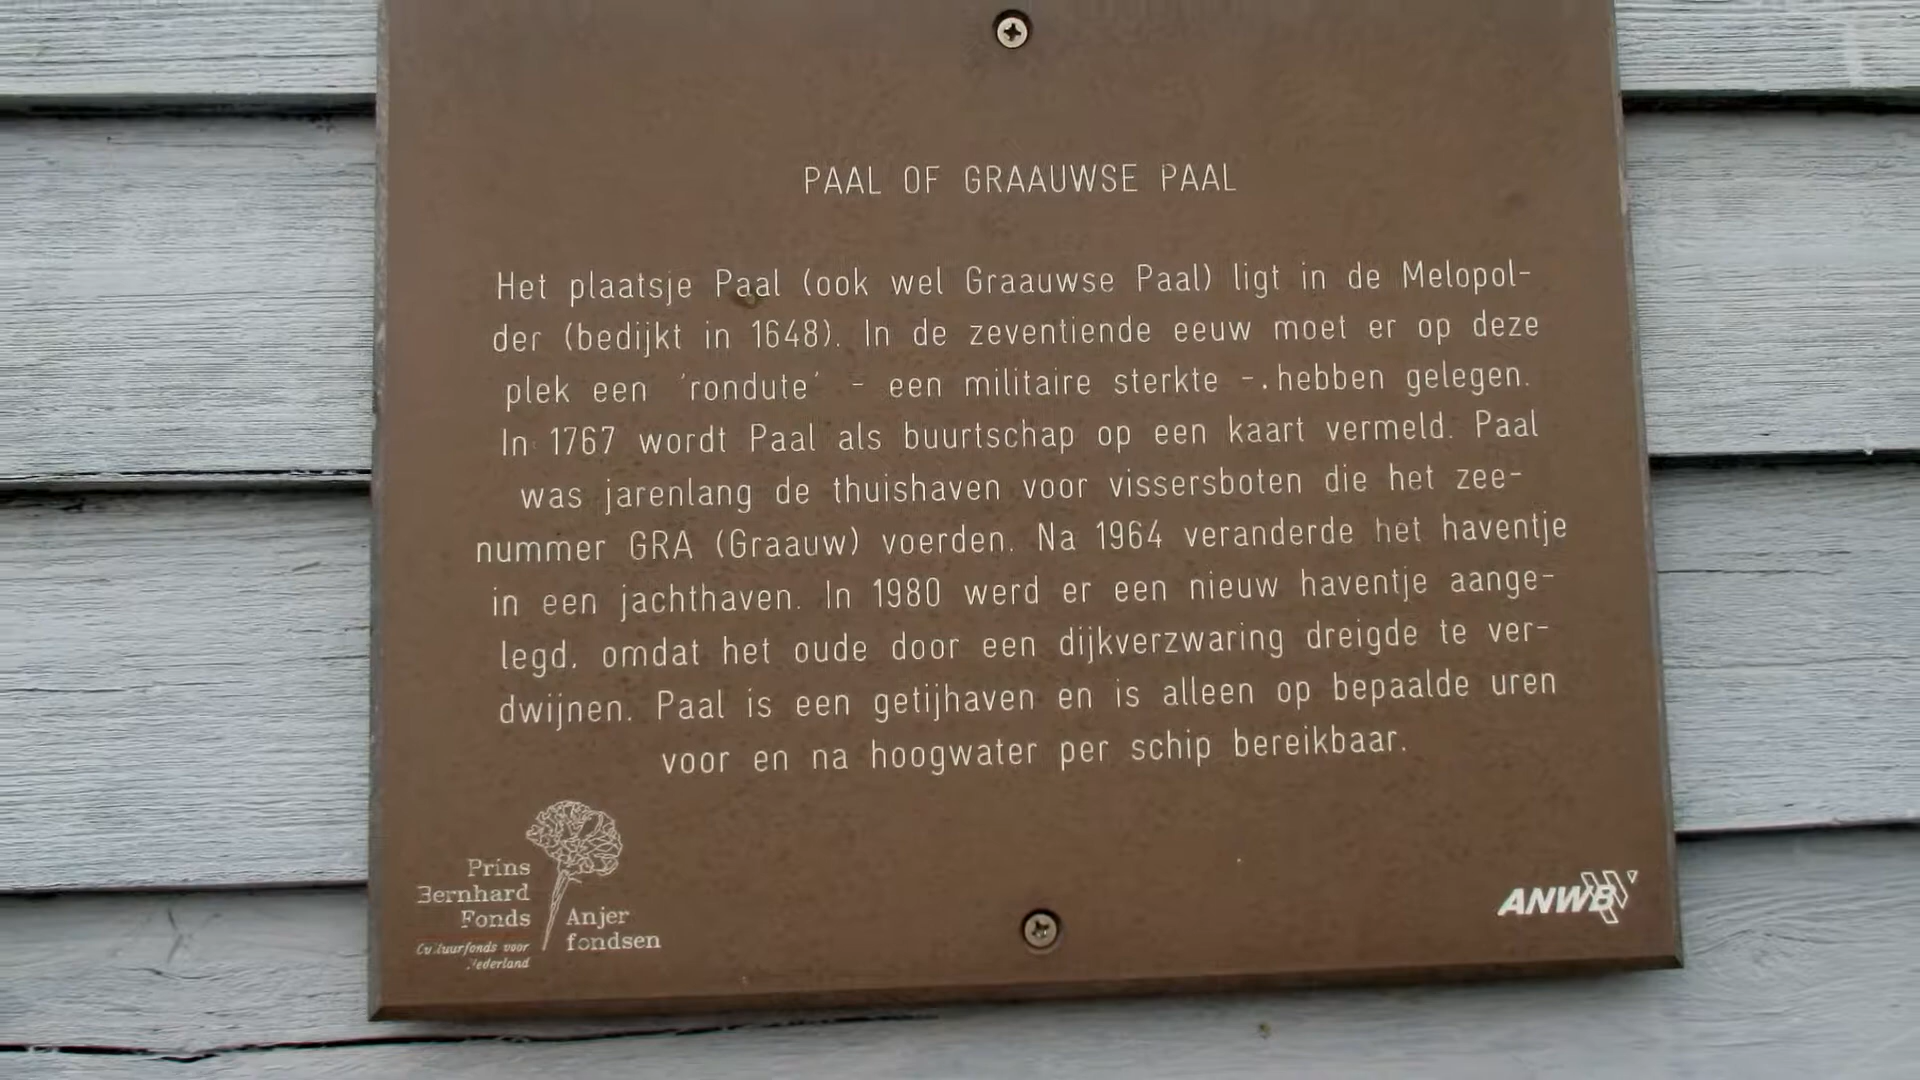 PAAL OF GRAAUWSE PAAL
Het plaatsje Paal (ook wel Graauwse Paal) ligt in de Melopol-
der (bedijkt in 1648). In de zeventiende eeuw moet er op deze
plek een 'rondute' - een militaire sterkte - hebben gelegen.
In 1767 wordt Paal als buurtschap op een kaart vermeld. Paal
was jarenlang de thuishaven voor vissersboten die het zee-
nummer GRA (Graauw) voerden. Na 1964 veranderde het haventje
in een jachthaven. In 1980 werd er een nieuw haventje aange-
legd, omdat het oude door een dijkverzwaring dreigde te ver-
dwijnen. Paal is een getijhaven en is alleen op bepaalde uren
voor en na hoogwater per schip bereikbaar.
Prins
Bernhard
Fonds
Cultuurfonds voor
Nederland
Anjer
fondsen
ANWB